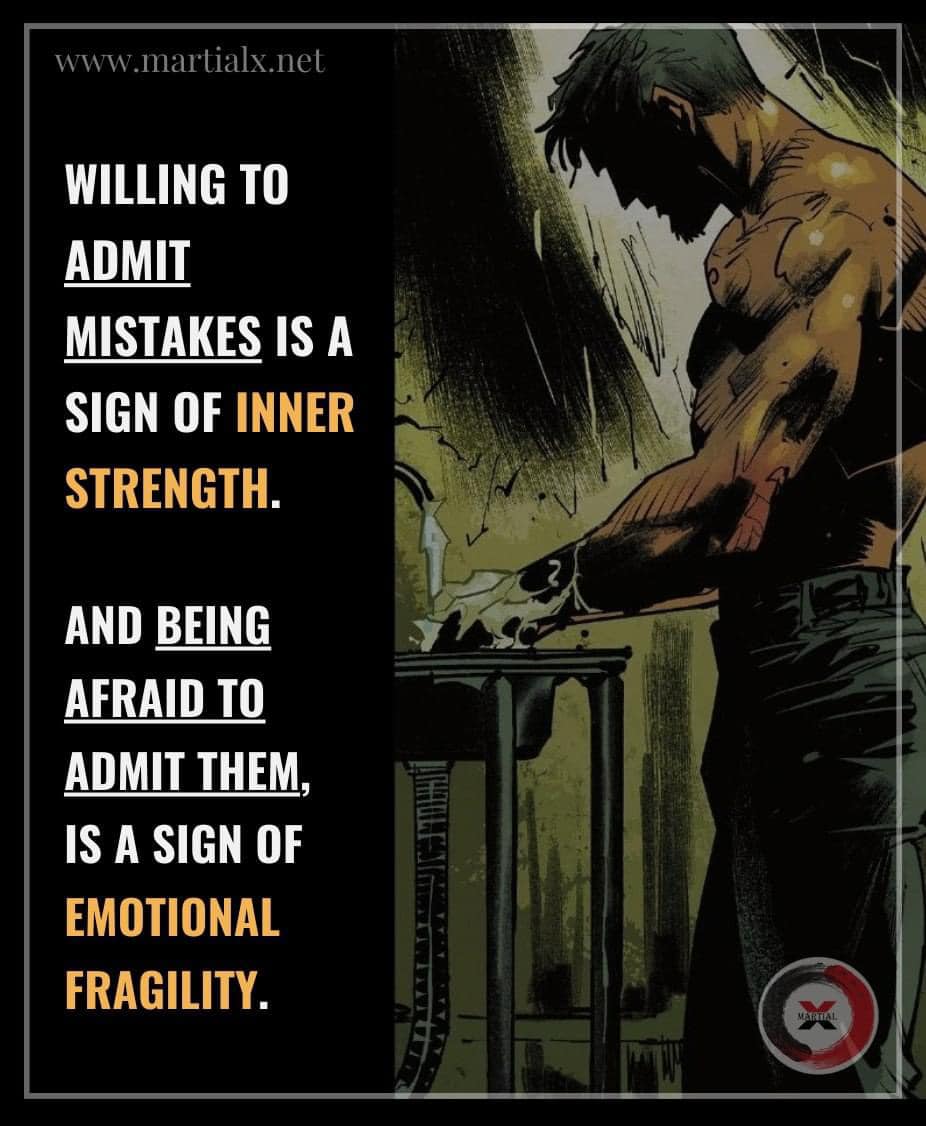 www.martialx.net
WILLING TO
ADMIT
MISTAKES IS A
SIGN OF INNER
STRENGTH.
AND BEING
AFRAID TO
ADMIT THEM,
IS A SIGN OF
EMOTIONAL
FRAGILITY.
X
MARTIAL